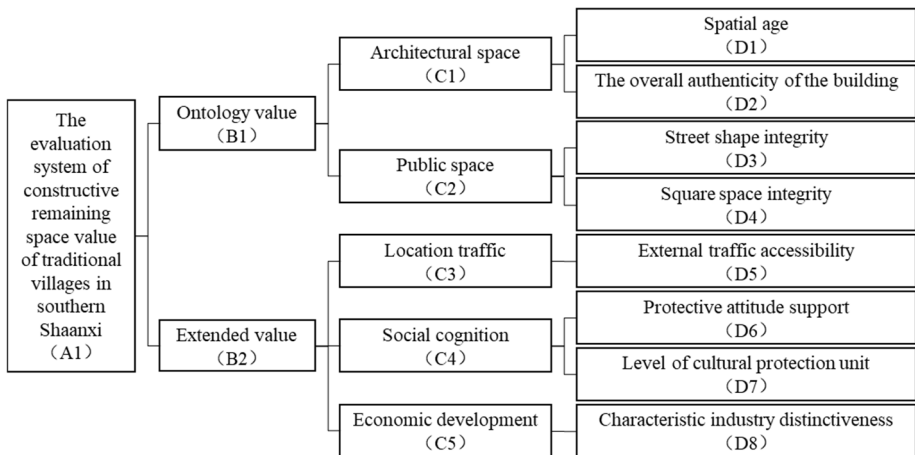 The
evaluation
system of
constructive
remaining
space value
of traditional
villages in
southern
Shaanxi
（A1）
Ontology value
（B1）
Extended value
（B2）
Architectural space
（C1）
Public space
（C2）
Location traffic
（C3）
Social cognition
（C4）
Economic development
（C5）
Spatial age
（D1）
The overall authenticity of the building
（D2）
Street shape integrity
（D3）
Square space integrity
（D4）
External traffic accessibility
（D5）
Protective attitude support
（D6）
Level of cultural protection unit
（D7）
Characteristic industry distinctiveness
（D8）